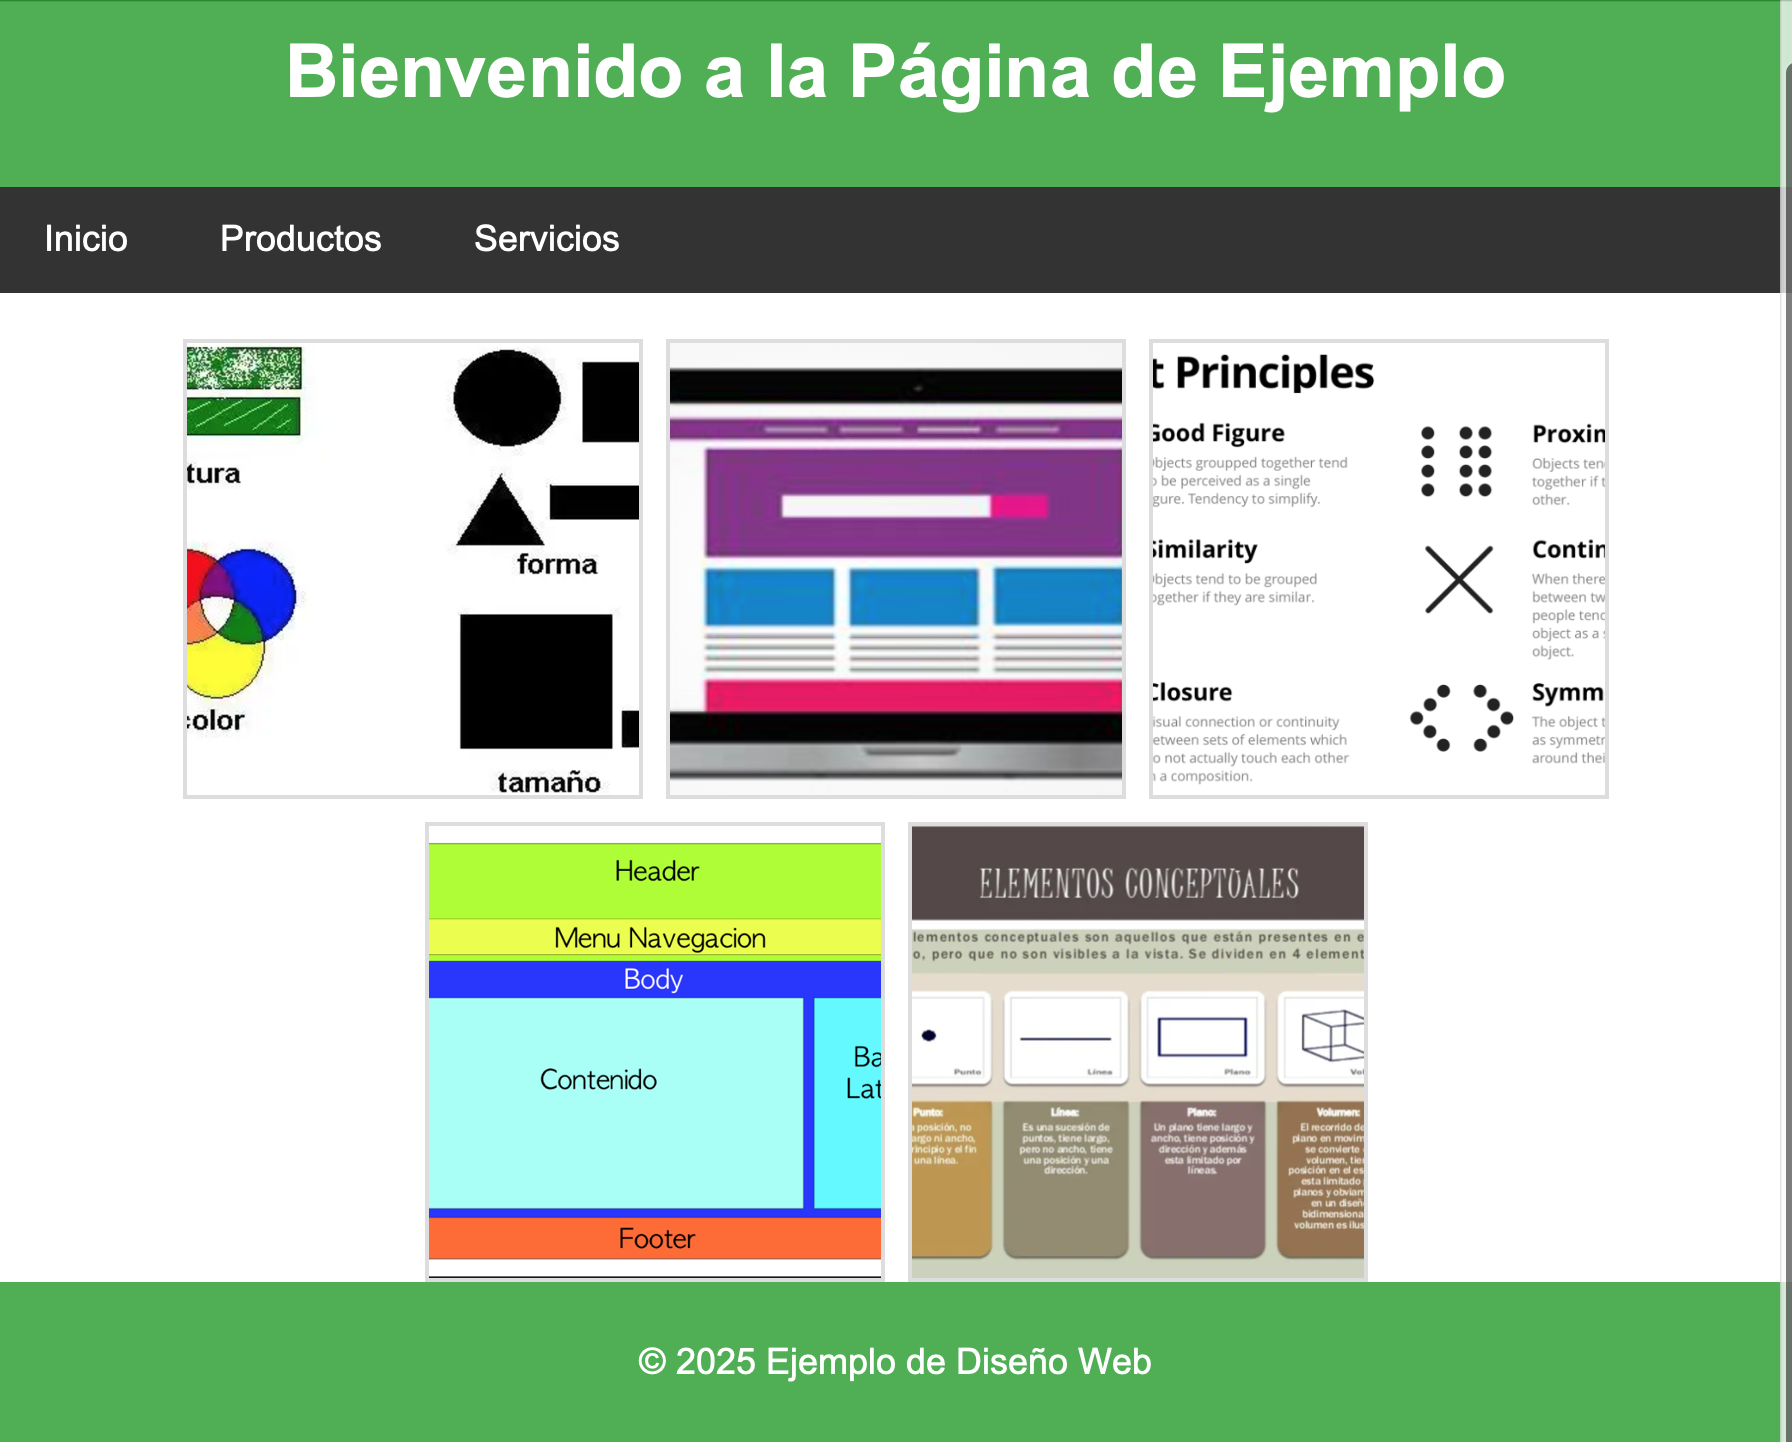 Bienvenido a la Página de Ejemplo
Inicio Productos Servicios
tura
forma
color
tamaño
t Principles
Good Figure
Objects groupped together tend
o be perceived as a single
gure. Tendency to simplify.
Proxin
Objects ten
together if t
other.
Similarity
Objects tend to be grouped
ogether if they are similar.
Contin
When there
between tw
people tend
object as a s
object.
Closure
isual connection or continuity
etween sets of elements which
o not actually touch each other
a composition.
Symm
The object t
as symmetr
around thei
Header
Menu Navegacion
Body
Contenido
Ba
Lat
Footer
ELEMENTOS CONCEPTUALES
lementos conceptuales son aquellos que están presentes en e
o, pero que no son visibles a la vista. Se dividen en 4 element
Punto
Línea
Plano
Vol
Punto:
posición, no
argo ni ancho,
rincipio y el fin
una línea.
Línea:
Es una sucesión de
puntos, tiene largo,
pero no ancho, tiene
una posición y una
dirección.
Plano:
Un plano tiene largo y
ancho, tiene posición y
dirección y además
esta limitado por
líneas.
Volumen:
El recorrido de
plano en movim
se convierte
volumen, tie
posición en el es
esta limitado
planos y obviam
en un diseñ
bidimensiona
volumen es ilus
© 2025 Ejemplo de Diseño Web